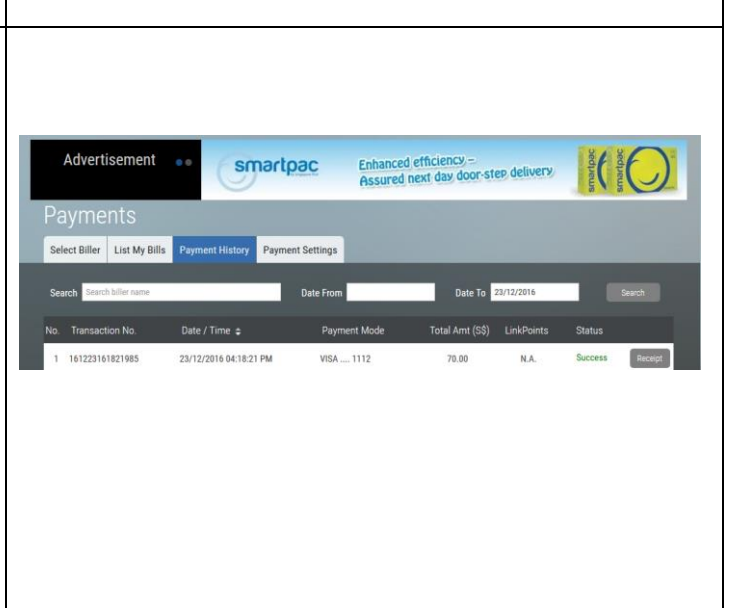 Advertisement
smartpac
Enhanced efficiency –
Assured next day door-step delivery
smartpac
smartpac
Payments
Select Biller List My Bills Payment History Payment Settings
Search Search biller name Date From Date To 23/12/2016 Search
No. Transaction No. Date / Time Payment Mode Total Amt (S$) LinkPoints Status
1 161223161821985 23/12/2016 04:18:21 PM VISA .... 1112 70.00 N.A. Success Receipt